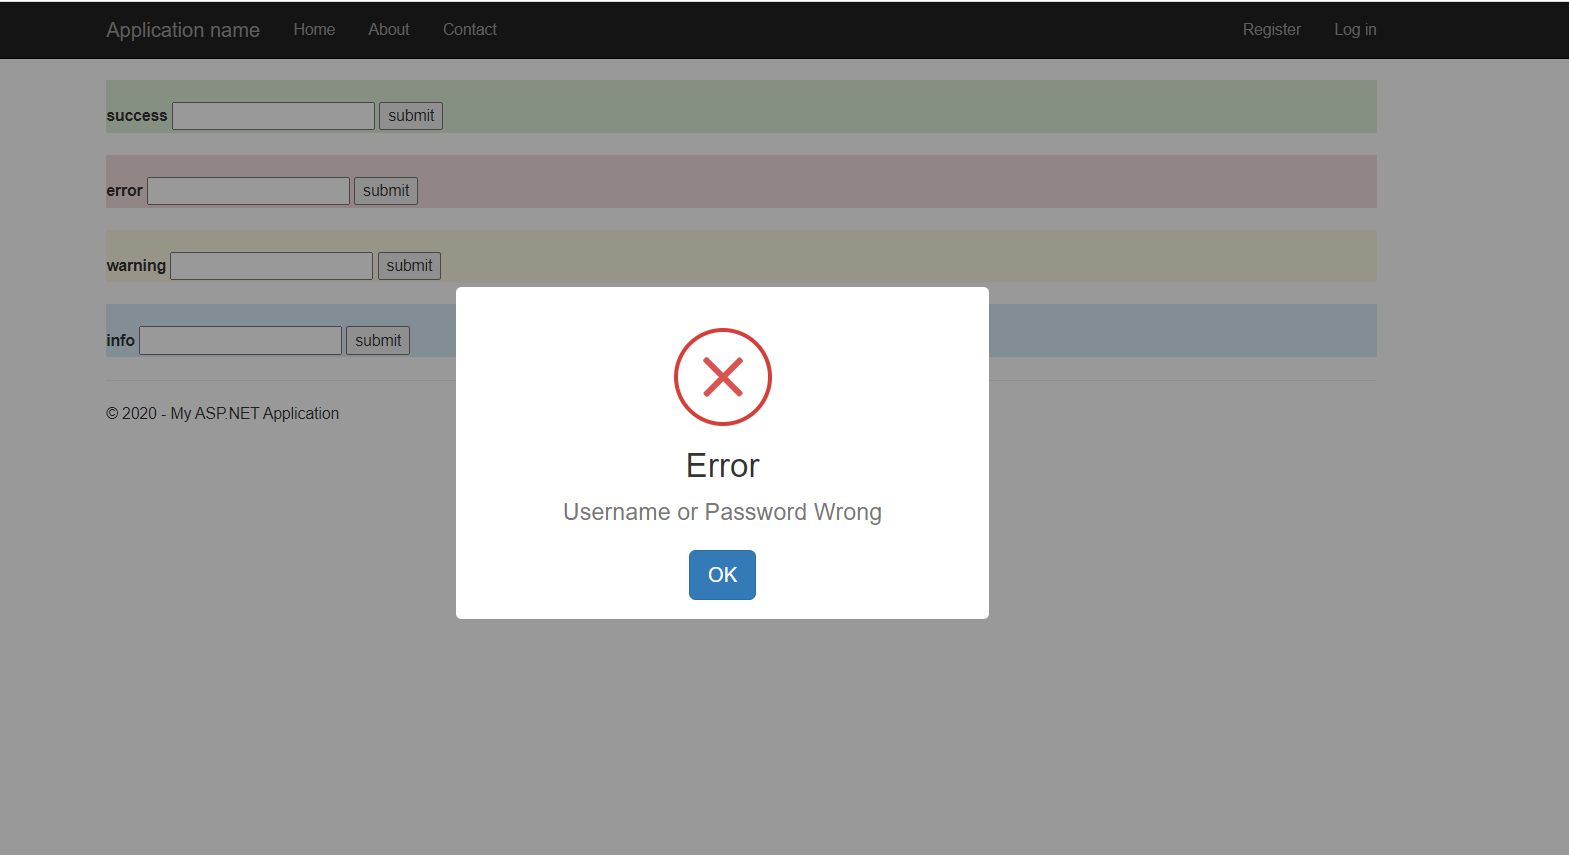 Application name Home About Contact Register Log in
success submit
error submit
warning submit
info submit
© 2020 - My ASP.NET Application
Error
Username or Password Wrong
OK